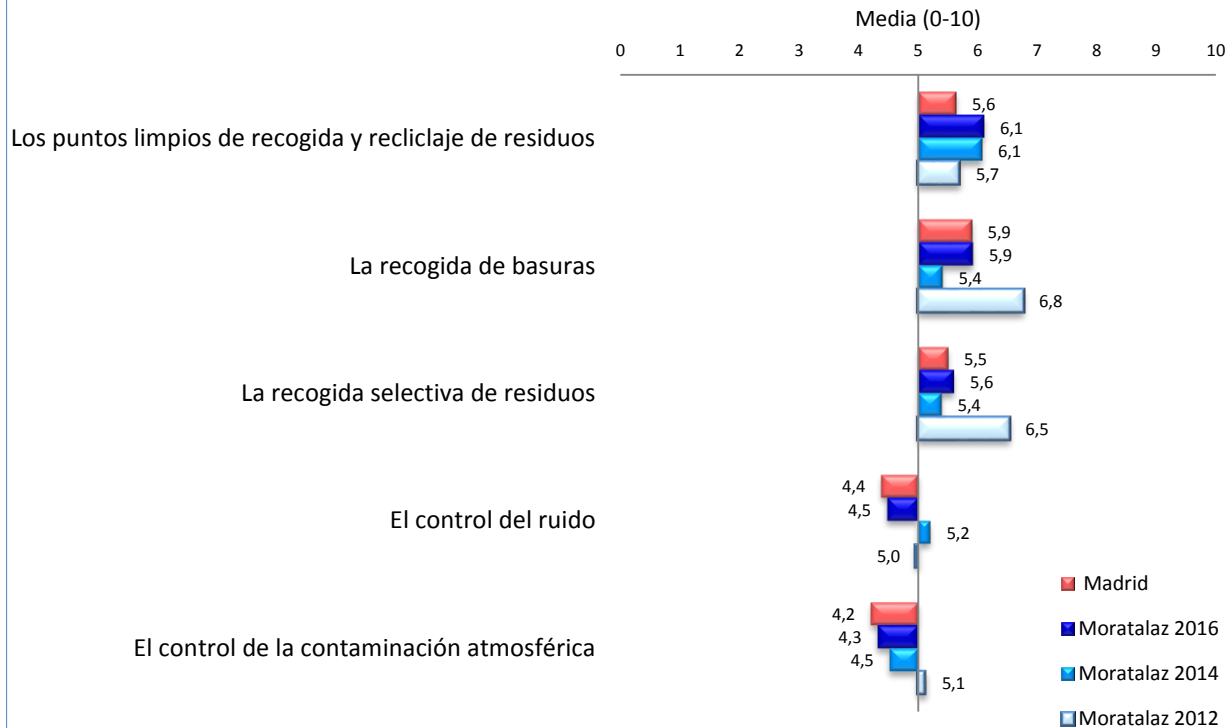 Media (0-10)
0 1 2 3 4 5 6 7 8 9 10
Los puntos limpios de recogida y recliclaje de residuos
5,6
6,1
6,1
5,7
La recogida de basuras
5,9
5,9
5,4
6,8
La recogida selectiva de residuos
5,5
5,6
5,4
6,5
El control del ruido
4,4
4,5
5,2
5,0
El control de la contaminación atmosférica
4,2
4,3
4,5
5,1
Madrid
Moratalaz 2016
Moratalaz 2014
Moratalaz 2012